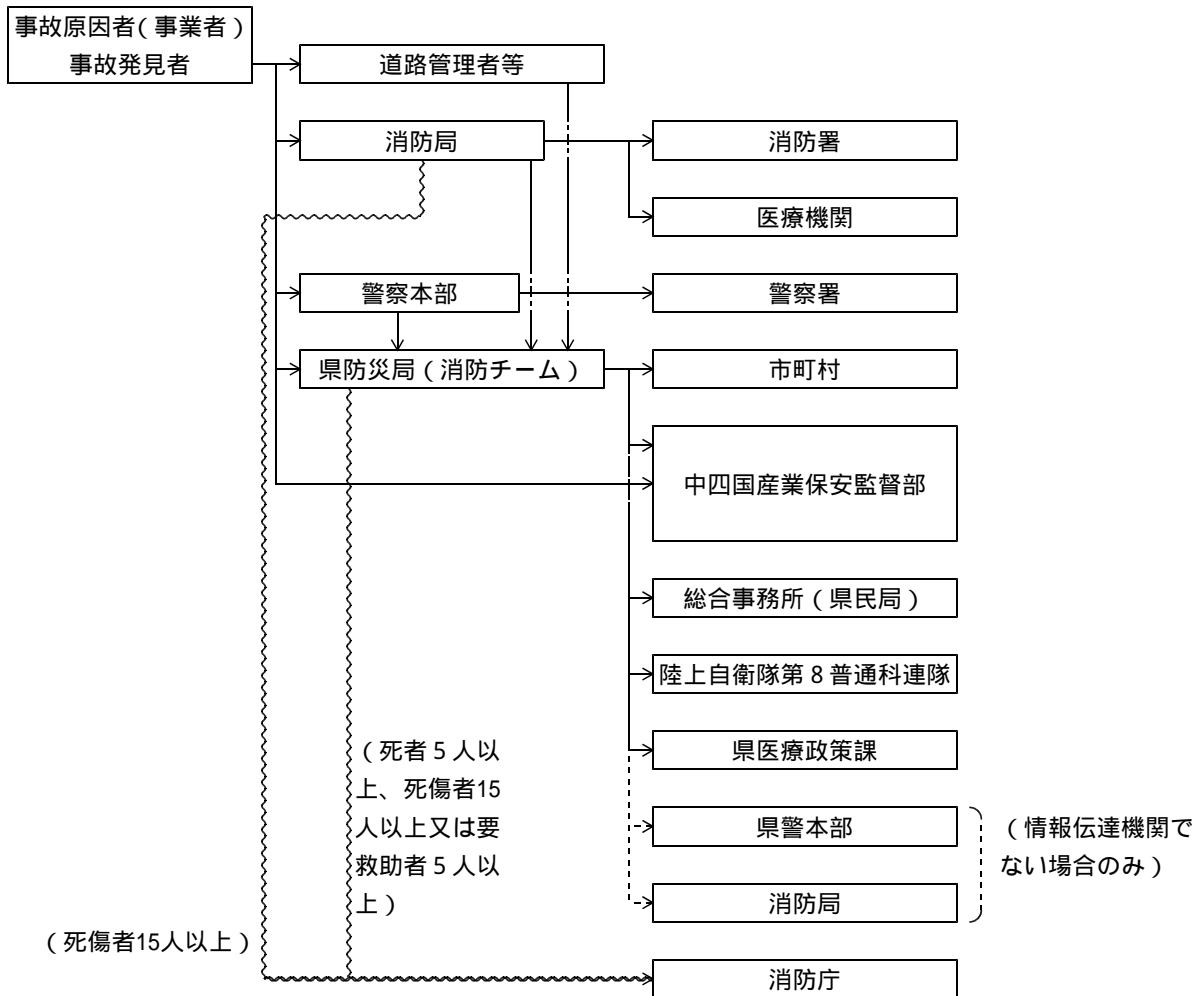 事故原因者（事業者）
事故発見者
道路管理者等
消防局
消防署
医療機関
警察本部
警察署
県防災局（消防チーム）
市町村
中四国産業保安監督部
総合事務所（県民局）
陸上自衛隊第８普通科連隊
県医療政策課
（死者５人以
上、死傷者15
人以上又は要
救助者５人以
上）
県警本部
（情報伝達機関で
ない場合のみ）
消防局
（死傷者15人以上）
消防庁